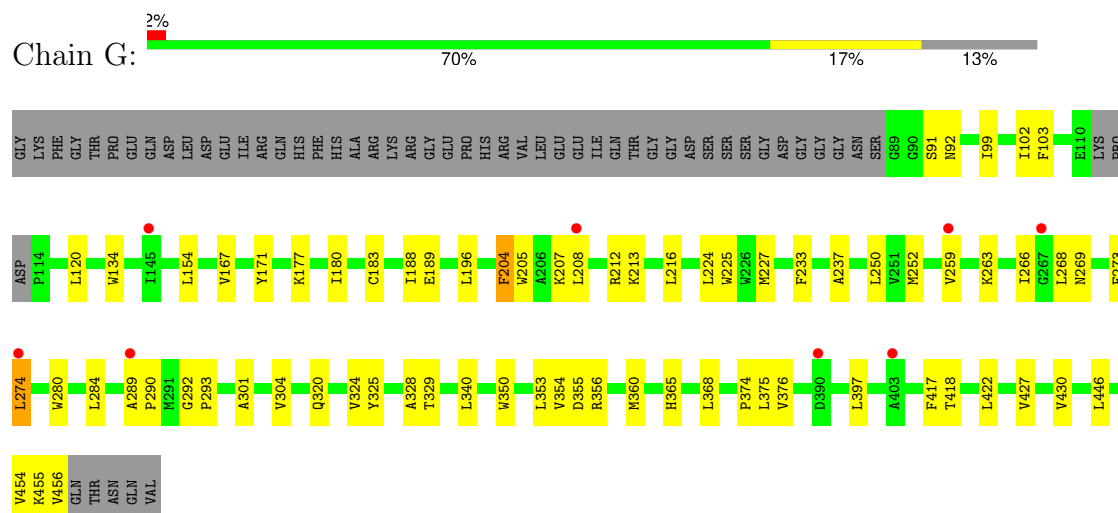 2%
Chain G:
70% 17% 13%
GLY LYS PHE GLY THR PRO GLU GLN ASP LEU ASP GLU ILE ARG GLN HIS PHE HIS ALA ARG LYS ARG GLY GLU PRO HIS ARG VAL LEU GLU GLU ILE GLN THR GLY GLY ASP SER SER SER GLY ASP GLY GLY ASN SER G89 G90 S91 N92 I99 I102 F103 E110 LYS PRO
ASP P114 L120 W134 I145 L154 V167 Y171 K177 I180 C183 I188 E189 L196 F204 W205 A206 K207 L208 R212 K213 L216 L224 W225 W226 M227 F233 A237 L250 V251 M252 V259 K263 I266 G267 L268 N269
L274 W280 L284 A289 P290 M291 G292 P293 A301 V304 Q320 V324 Y325 A328 T329 L340 W350 L353 V354 D355 R356 M360 H365 L368 P374 L375 V376 D390 L397 A403 F417 T418 L422 V427 V430 L446
V454 K455 V456 GLN THR ASN GLN VAL